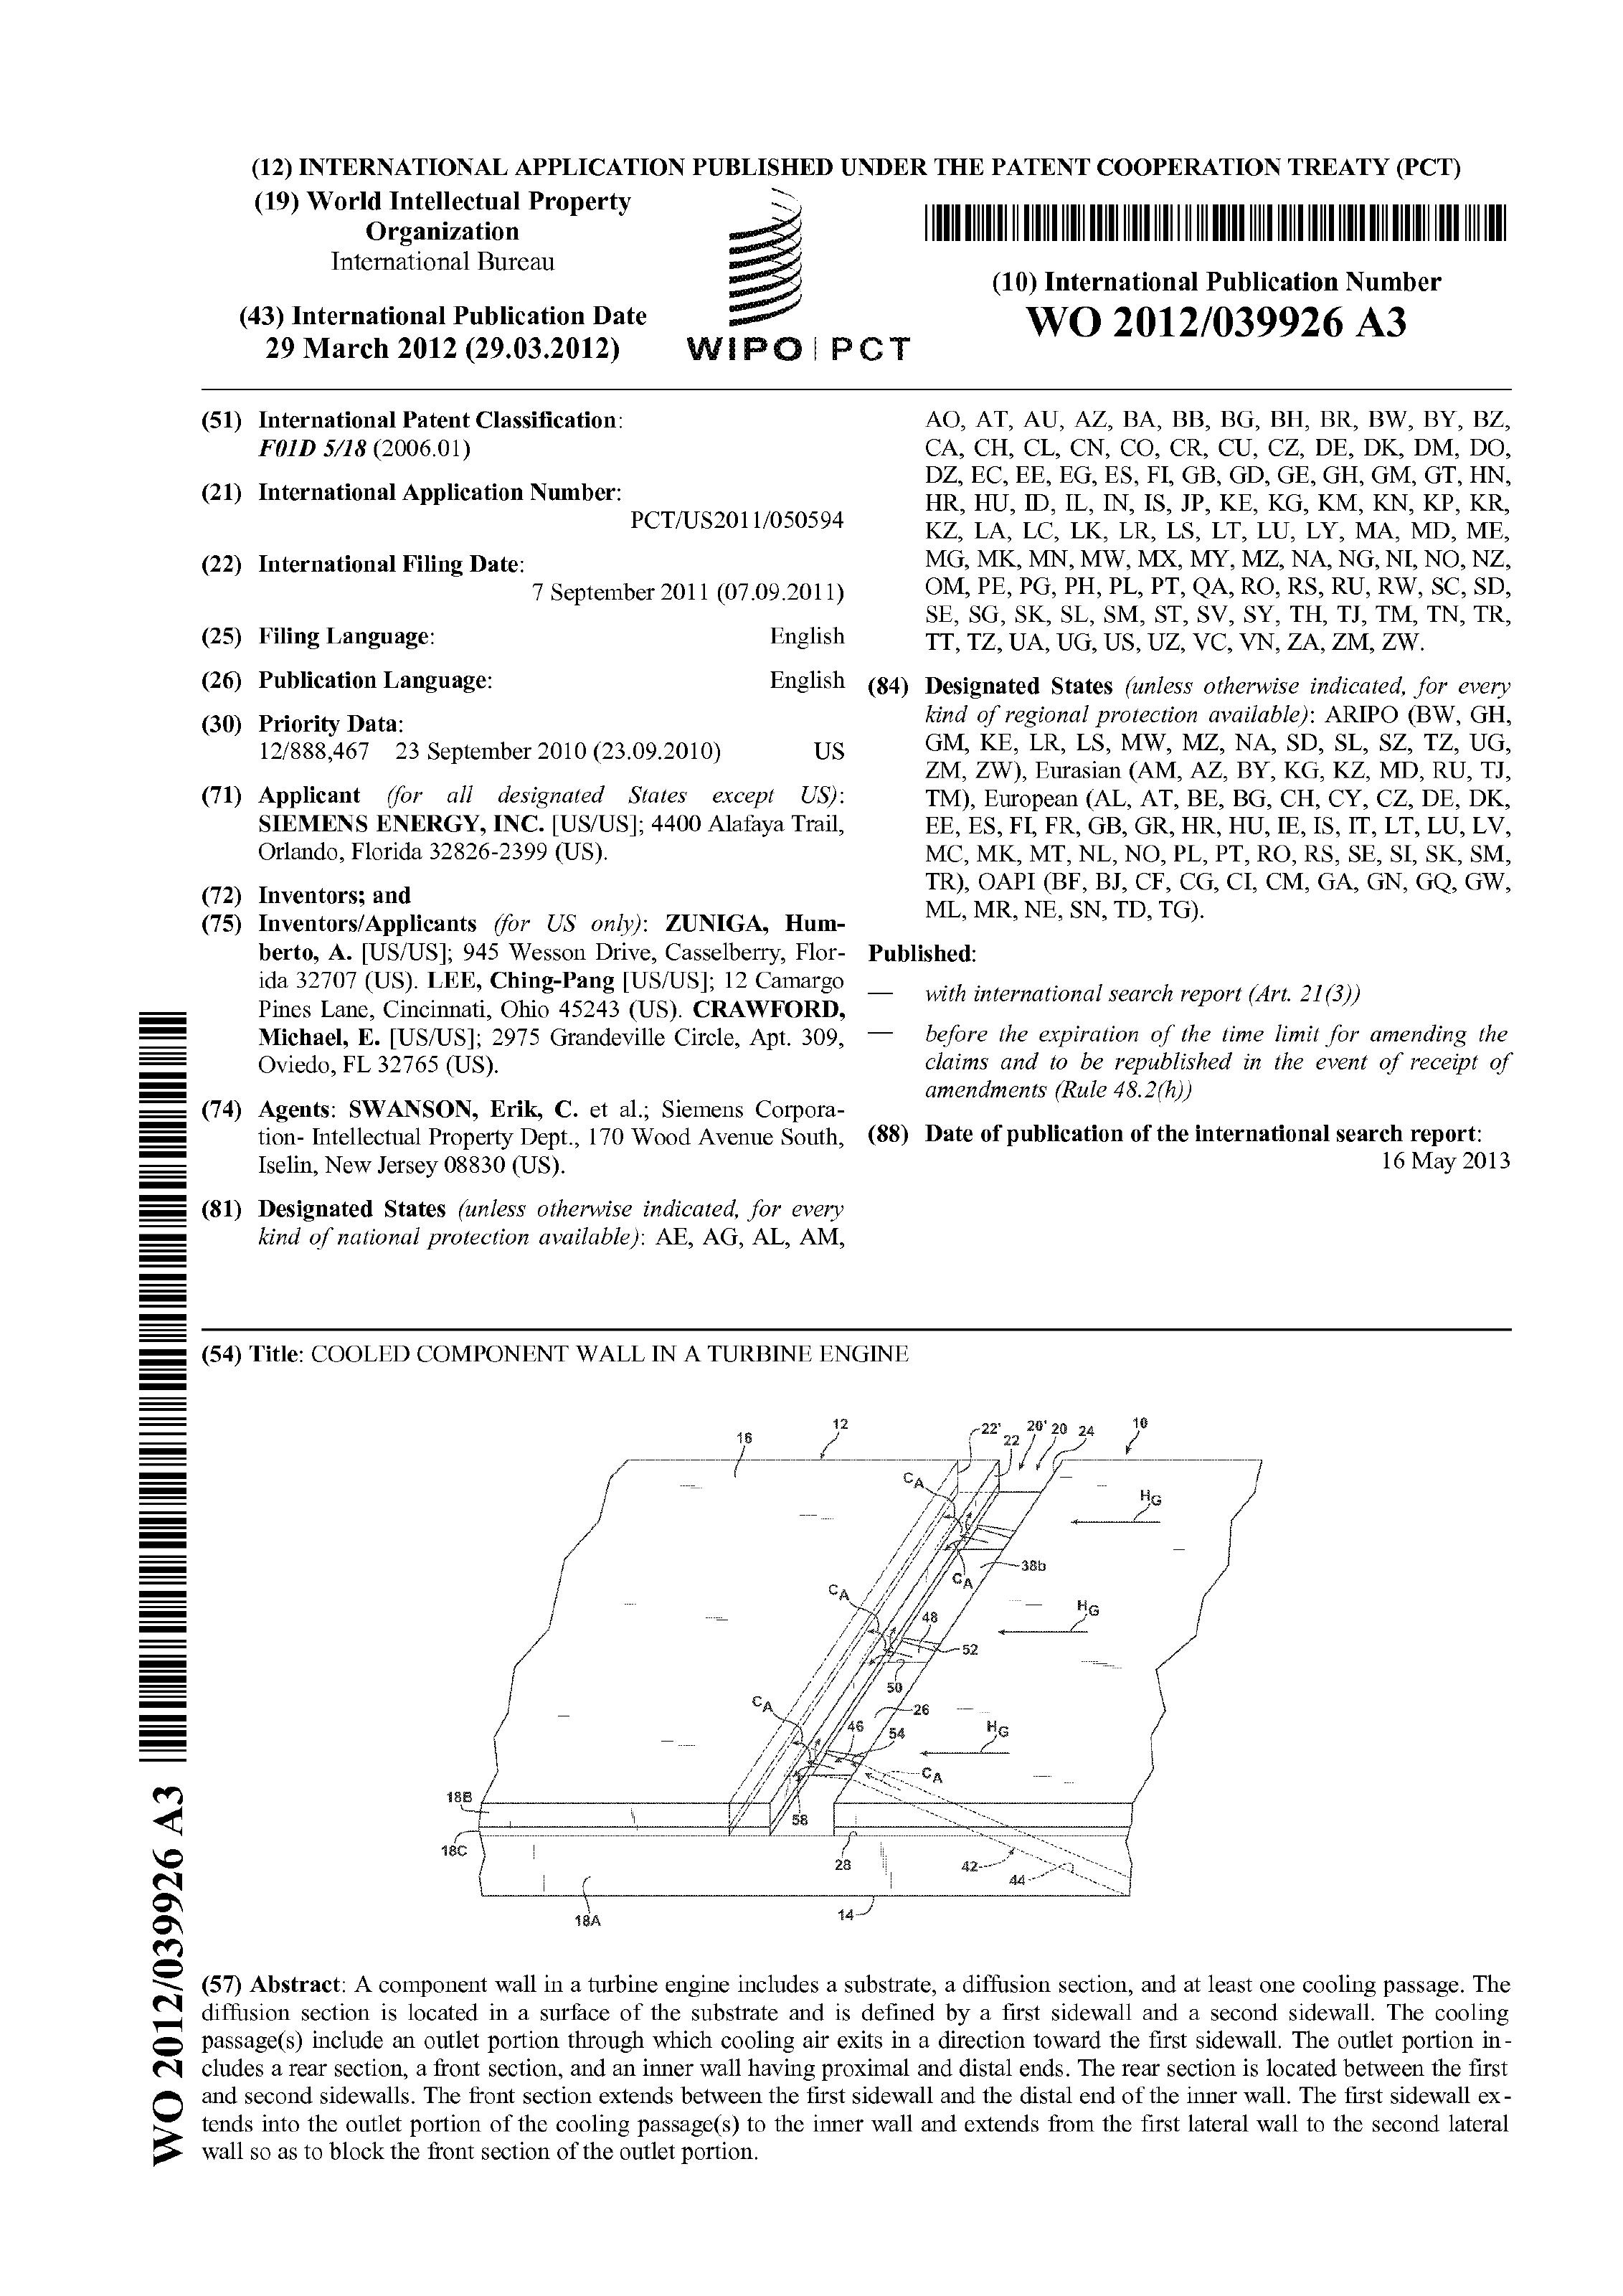 (12) INTERNATIONAL APPLICATION PUBLISHED UNDER THE PATENT COOPERATION TREATY (PCT)
(19) World Intellectual Property
Organization
International Bureau
(43) International Publication Date
29 March 2012 (29.03.2012)
WIPO | PCT
(10) International Publication Number
WO 2012/039926 A3
(51) International Patent Classification:
F01D 5/18 (2006.01)
(21) International Application Number:
PCT/US2011/050594
(22) International Filing Date:
7 September 2011 (07.09.2011)
(25) Filing Language: English
(26) Publication Language: English
(30) Priority Data:
12/888,467 23 September 2010 (23.09.2010) US
(71) Applicant (for all designated States except US):
SIEMENS ENERGY, INC. [US/US]; 4400 Alafaya Trail,
Orlando, Florida 32826-2399 (US).
(72) Inventors; and
(75) Inventors/Applicants (for US only): ZUNIGA, Hum-
berto, A. [US/US]; 945 Wesson Drive, Casselberry, Flor-
ida 32707 (US). LEE, Ching-Pang [US/US]; 12 Camargo
Pines Lane, Cincinnati, Ohio 45243 (US). CRAWFORD,
Michael, E. [US/US]; 2975 Grandeville Circle, Apt. 309,
Oviedo, FL 32765 (US).
(74) Agents: SWANSON, Erik, C. et al.; Siemens Corpora-
tion- Intellectual Property Dept., 170 Wood Avenue South,
Iselin, New Jersey 08830 (US).
(81) Designated States (unless otherwise indicated, for every
kind of national protection available): AE, AG, AL, AM,
AO, AT, AU, AZ, BA, BB, BG, BH, BR, BW, BY, BZ,
CA, CH, CL, CN, CO, CR, CU, CZ, DE, DK, DM, DO,
DZ, EC, EE, EG, ES, FI, GB, GD, GE, GH, GM, GT, HN,
HR, HU, ID, IL, IN, IS, JP, KE, KG, KM, KN, KP, KR,
KZ, LA, LC, LK, LR, LS, LT, LU, LY, MA, MD, ME,
MG, MK, MN, MW, MX, MY, MZ, NA, NG, NI, NO, NZ,
OM, PE, PG, PH, PL, PT, QA, RO, RS, RU, RW, SC, SD,
SE, SG, SK, SL, SM, ST, SV, SY, TH, TJ, TM, TN, TR,
TT, TZ, UA, UG, US, UZ, VC, VN, ZA, ZM, ZW.
(84) Designated States (unless otherwise indicated, for every
kind of regional protection available): ARIPO (BW, GH,
GM, KE, LR, LS, MW, MZ, NA, SD, SL, SZ, TZ, UG,
ZM, ZW), Eurasian (AM, AZ, BY, KG, KZ, MD, RU, TJ,
TM), European (AL, AT, BE, BG, CH, CY, CZ, DE, DK,
EE, ES, FI, FR, GB, GR, HR, HU, IE, IS, IT, LT, LU, LV,
MC, MK, MT, NL, NO, PL, PT, RO, RS, SE, SI, SK, SM,
TR), OAPI (BF, BJ, CF, CG, CI, CM, GA, GN, GQ, GW,
ML, MR, NE, SN, TD, TG).
Published:
— with international search report (Art. 21(3))
— before the expiration of the time limit for amending the
claims and to be republished in the event of receipt of
amendments (Rule 48.2(h))
(88) Date of publication of the international search report:
16 May 2013
(54) Title: COOLED COMPONENT WALL IN A TURBINE ENGINE
16
12
22'
22
20'
20
24
10
CA
HG
38b
CA
CA
HG
48
52
50
CA
26
46
54
HG
CA
18B
58
18C
28
42
44
14
18A
(57) Abstract: A component wall in a turbine engine includes a substrate, a diffusion section, and at least one cooling passage. The
diffusion section is located in a surface of the substrate and is defined by a first sidewall and a second sidewall. The cooling
passage(s) include an outlet portion through which cooling air exits in a direction toward the first sidewall. The outlet portion in-
cludes a rear section, a front section, and an inner wall having proximal and distal ends. The rear section is located between the first
and second sidewalls. The front section extends between the first sidewall and the distal end of the inner wall. The first sidewall ex-
tends into the outlet portion of the cooling passage(s) to the inner wall and extends from the first lateral wall to the second lateral
wall so as to block the front section of the outlet portion.
WO 2012/039926 A3